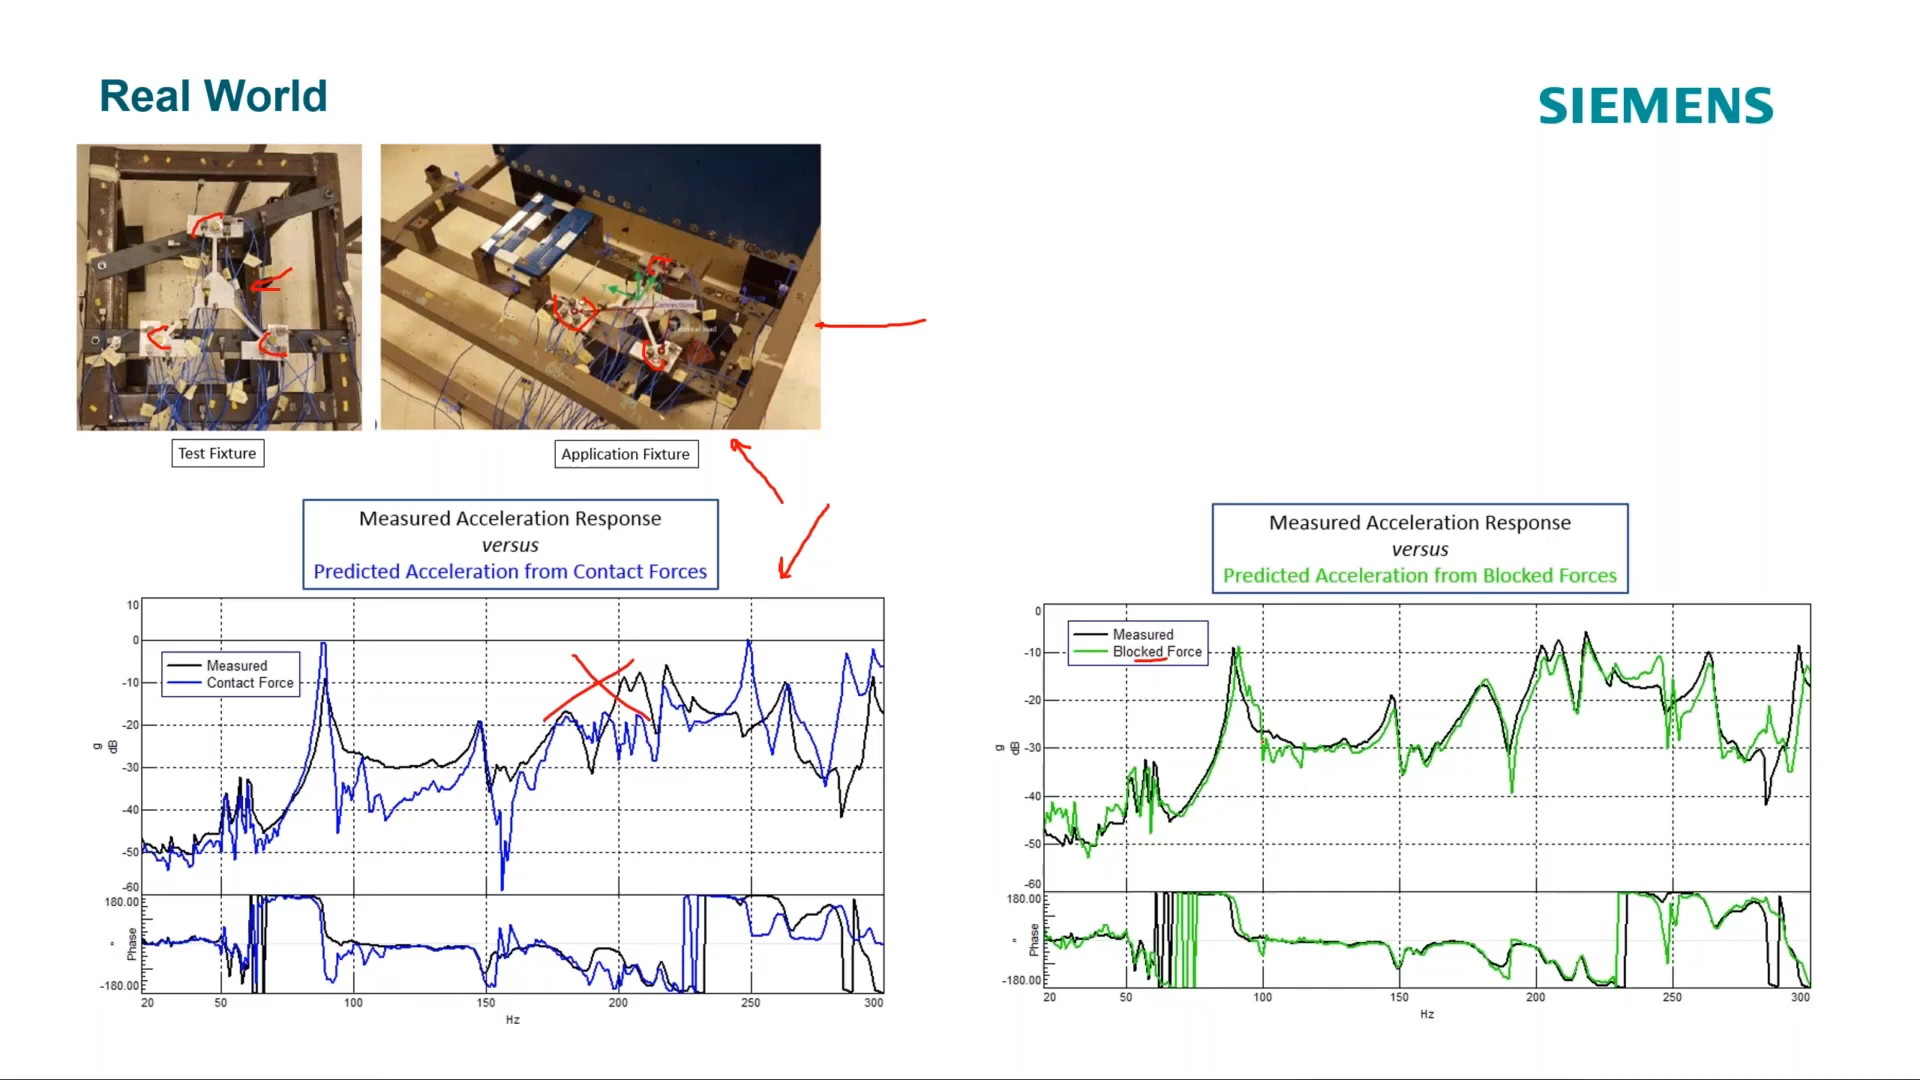 Real World
SIEMENS
Connections
Test Fixture
Application Fixture
Measured Acceleration Response
versus
Predicted Acceleration from Contact Forces
10
0
-10
-20
-30
-40
-50
-60
g
dB
Measured
Contact Force
180.00
Phase
-180.00
20
50
100
150
200
250
300
Hz
Measured Acceleration Response
versus
Predicted Acceleration from Blocked Forces
0
-10
-20
-30
-40
-50
-60
g
dB
Measured
Blocked Force
180.00
Phase
-180.00
20
50
100
150
200
250
300
Hz